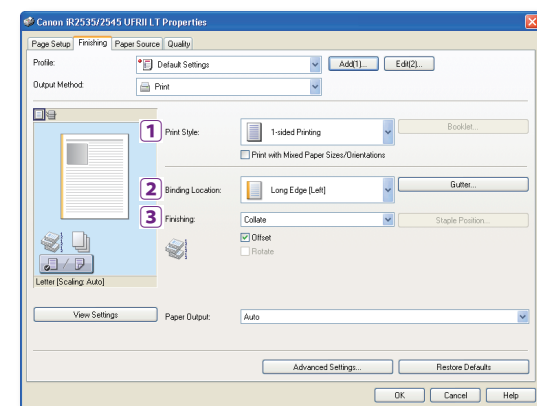 Canon iR2535/2545 UFRII LT Properties
Page Setup Finishing Paper Source Quality
Profile: Default Settings Add(1)... Edit(2)...
Output Method: Print
1 Print Style: 1-sided Printing Booklet...
Print with Mixed Paper Sizes/Orientations
2 Binding Location: Long Edge [Left] Gutter...
3 Finishing: Collate Staple Position...
Offset
Rotate
Letter [Scaling: Auto]
View Settings Paper Output: Auto
Advanced Settings... Restore Defaults
OK Cancel Help